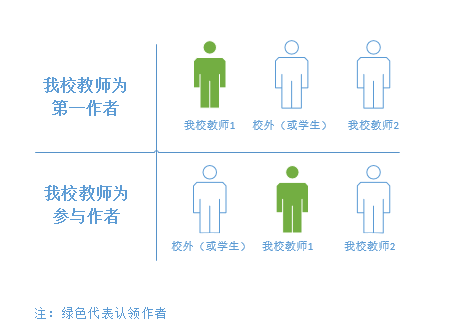 我校教师为
第一作者
我校教师1
校外（或学生）
我校教师2
我校教师为
参与作者
校外（或学生）
我校教师1
我校教师2
注：绿色代表认领作者